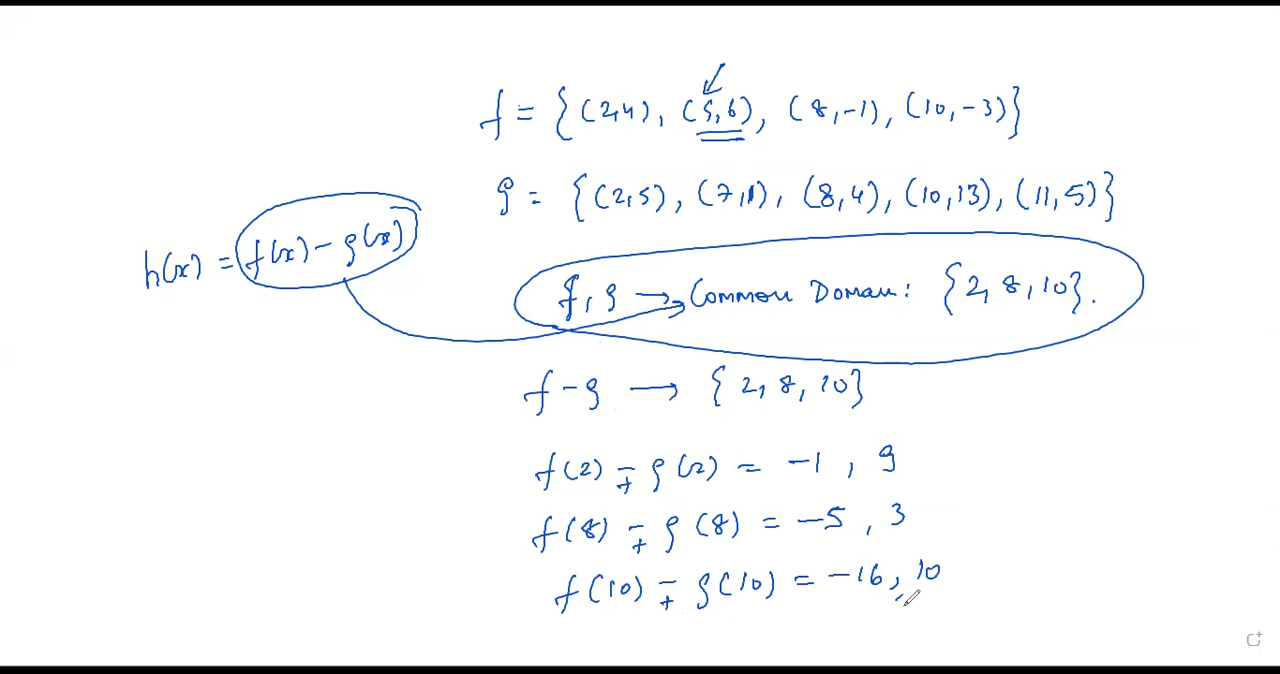 f = {(2,4), (5,6), (8,-1), (10,-3)}
g = {(2,5), (7,1), (8,4), (10,13), (11,5)}
h(x) = f(x) - g(x)
f, g → Common Domain: {2, 8, 10}.
f - g → {2, 8, 10}
f(2) ∓ g(2) = -1, 9
f(8) ∓ g(8) = -5, 3
f(10) ∓ g(10) = -16, 10